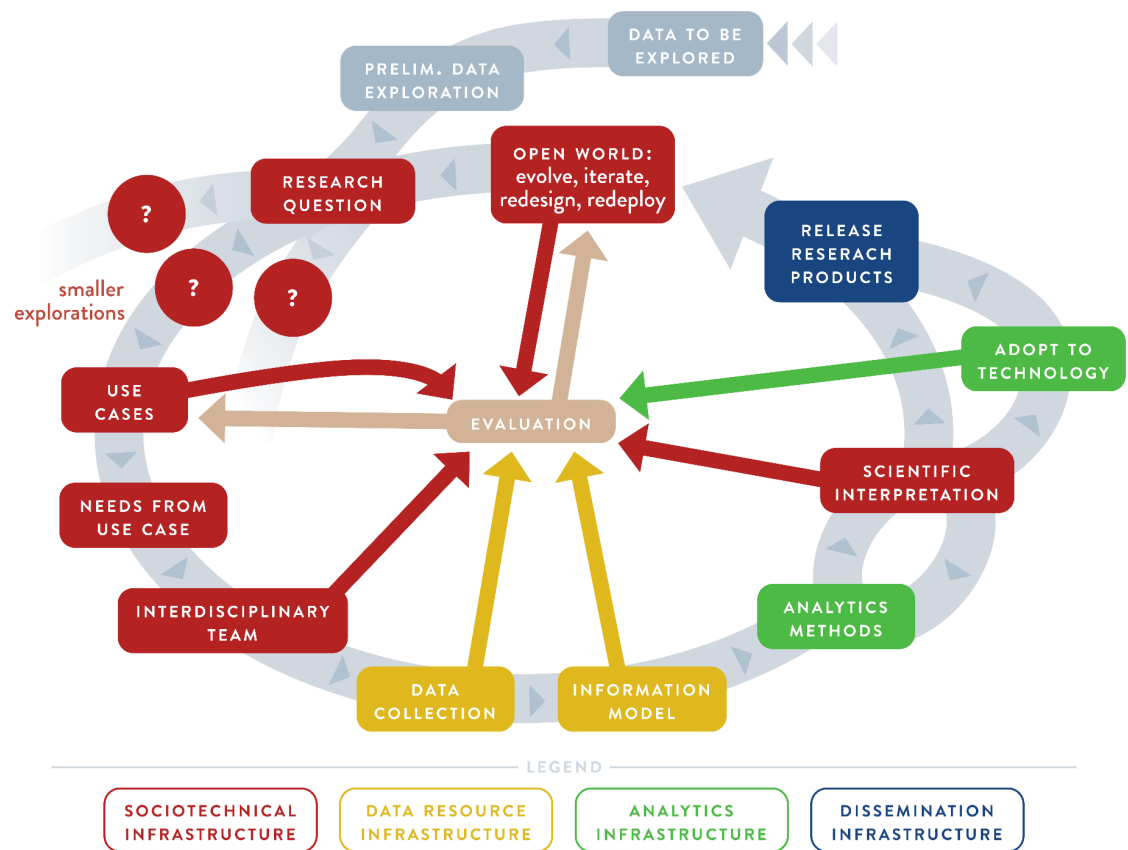 DATA TO BE
EXPLORED
PRELIM. DATA
EXPLORATION
OPEN WORLD:
evolve, iterate,
redesign, redeploy
RESEARCH
QUESTION
?
?
?
smaller
explorations
RELEASE
RESERACH
PRODUCTS
ADOPT TO
TECHNOLOGY
USE
CASES
EVALUATION
SCIENTIFIC
INTERPRETATION
NEEDS FROM
USE CASE
INTERDISCIPLINARY
TEAM
ANALYTICS
METHODS
DATA
COLLECTION
INFORMATION
MODEL
LEGEND
SOCIOTECHNICAL
INFRASTRUCTURE
DATA RESOURCE
INFRASTRUCTURE
ANALYTICS
INFRASTRUCTURE
DISSEMINATION
INFRASTRUCTURE